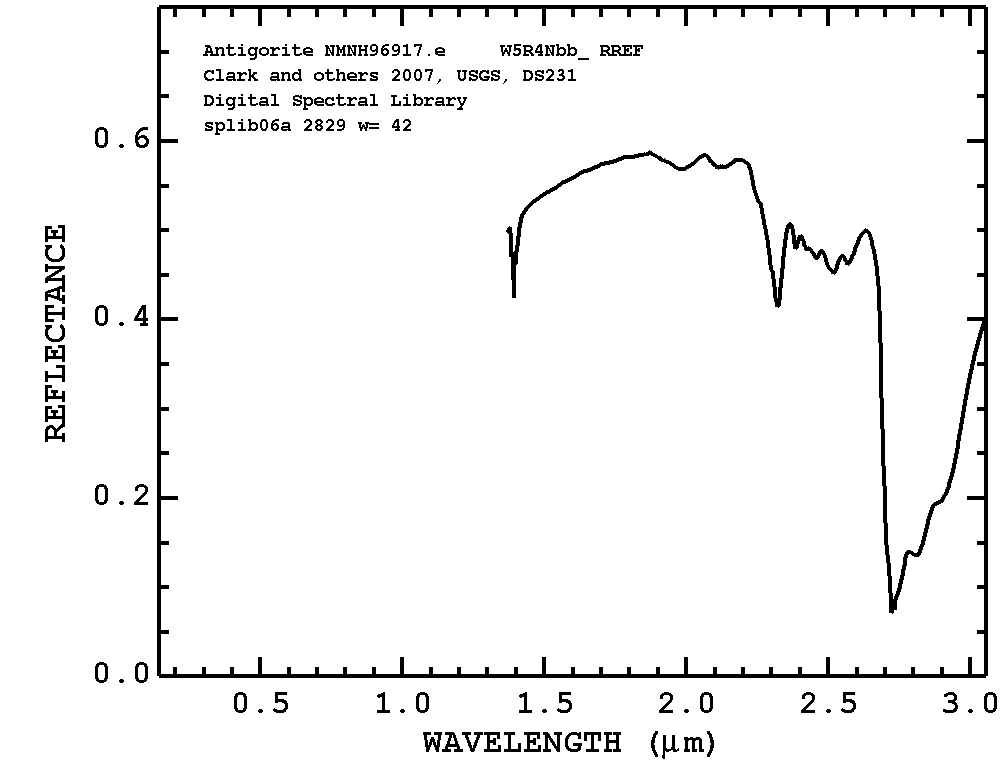 Antigorite NMNH96917.e W5R4Nbb_ RREF
Clark and others 2007, USGS, DS231
Digital Spectral Library
splib06a 2829 w= 42
REFLECTANCE
0.6
0.4
0.2
0.0
0.5 1.0 1.5 2.0 2.5 3.0
WAVELENGTH (μm)